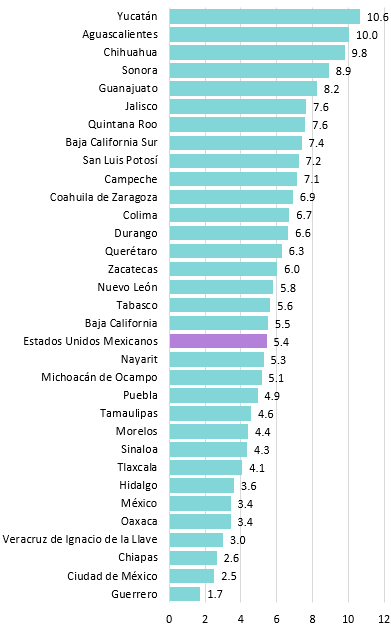 Yucatán 10.6
Aguascalientes 10.0
Chihuahua 9.8
Sonora 8.9
Guanajuato 8.2
Jalisco 7.6
Quintana Roo 7.6
Baja California Sur 7.4
San Luis Potosí 7.2
Campeche 7.1
Coahuila de Zaragoza 6.9
Colima 6.7
Durango 6.6
Querétaro 6.3
Zacatecas 6.0
Nuevo León 5.8
Tabasco 5.6
Baja California 5.5
Estados Unidos Mexicanos 5.4
Nayarit 5.3
Michoacán de Ocampo 5.1
Puebla 4.9
Tamaulipas 4.6
Morelos 4.4
Sinaloa 4.3
Tlaxcala 4.1
Hidalgo 3.6
México 3.4
Oaxaca 3.4
Veracruz de Ignacio de la Llave 3.0
Chiapas 2.6
Ciudad de México 2.5
Guerrero 1.7
0 2 4 6 8 10 12